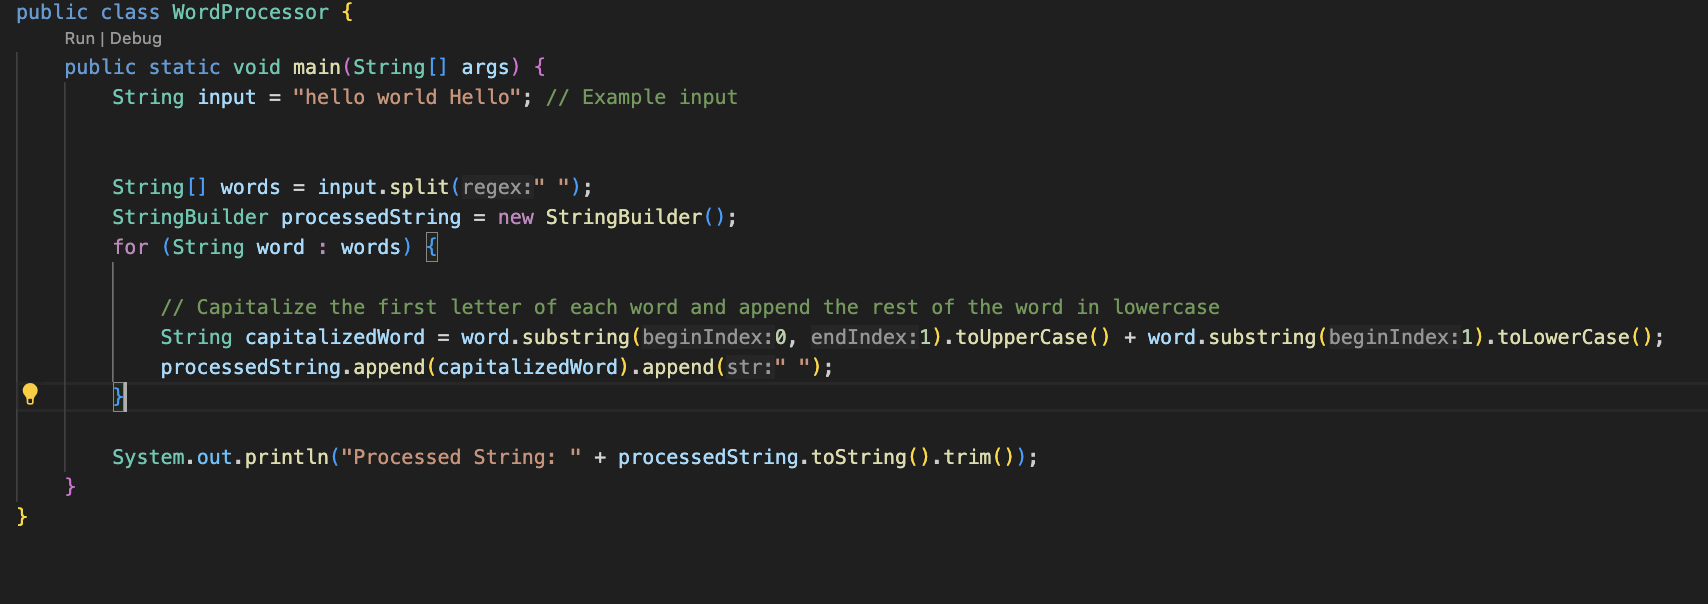 public class WordProcessor {
Run | Debug
public static void main(String[] args) {
String input = "hello world Hello"; // Example input
String[] words = input.split(regex:" ");
StringBuilder processedString = new StringBuilder();
for (String word : words) {
// Capitalize the first letter of each word and append the rest of the word in lowercase
String capitalizedWord = word.substring(beginIndex:0, endIndex:1).toUpperCase() + word.substring(beginIndex:1).toLowerCase();
processedString.append(capitalizedWord).append(str:" ");
}
System.out.println("Processed String: " + processedString.toString().trim());
}
}